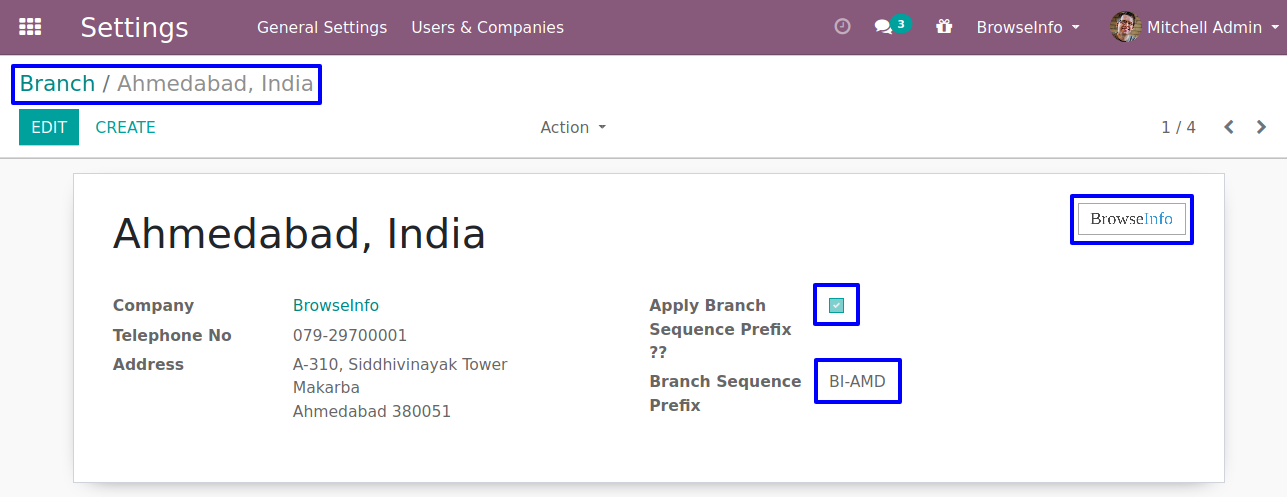 Settings General Settings Users & Companies 3 BrowseInfo Mitchell Admin
Branch / Ahmedabad, India
EDIT CREATE Action 1 / 4
BrowseInfo
Ahmedabad, India
Company BrowseInfo
Telephone No 079-29700001
Address A-310, Siddhivinayak Tower
Makarba
Ahmedabad 380051
Apply Branch
Sequence Prefix
??
Branch Sequence BI-AMD
Prefix